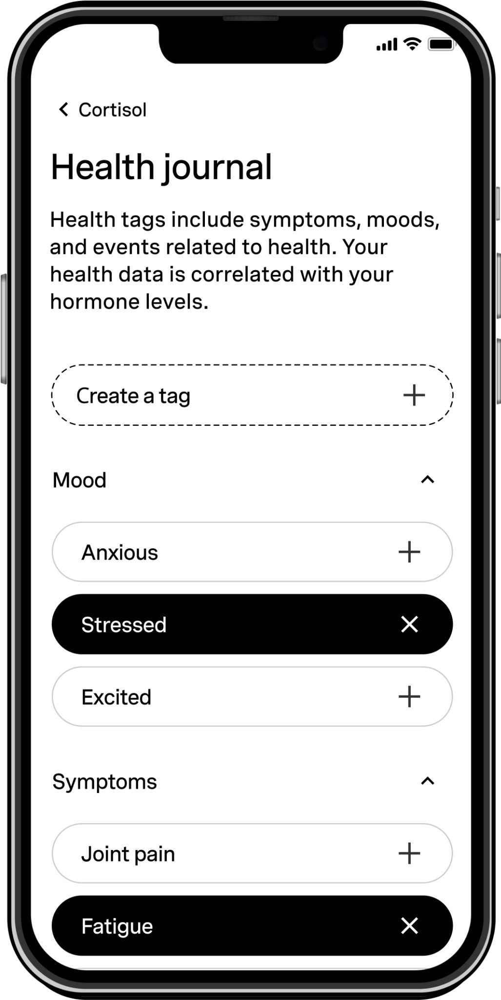 Cortisol
Health journal
Health tags include symptoms, moods,
and events related to health. Your
health data is correlated with your
hormone levels.
Create a tag
Mood
Anxious
Stressed
Excited
Symptoms
Joint pain
Fatigue